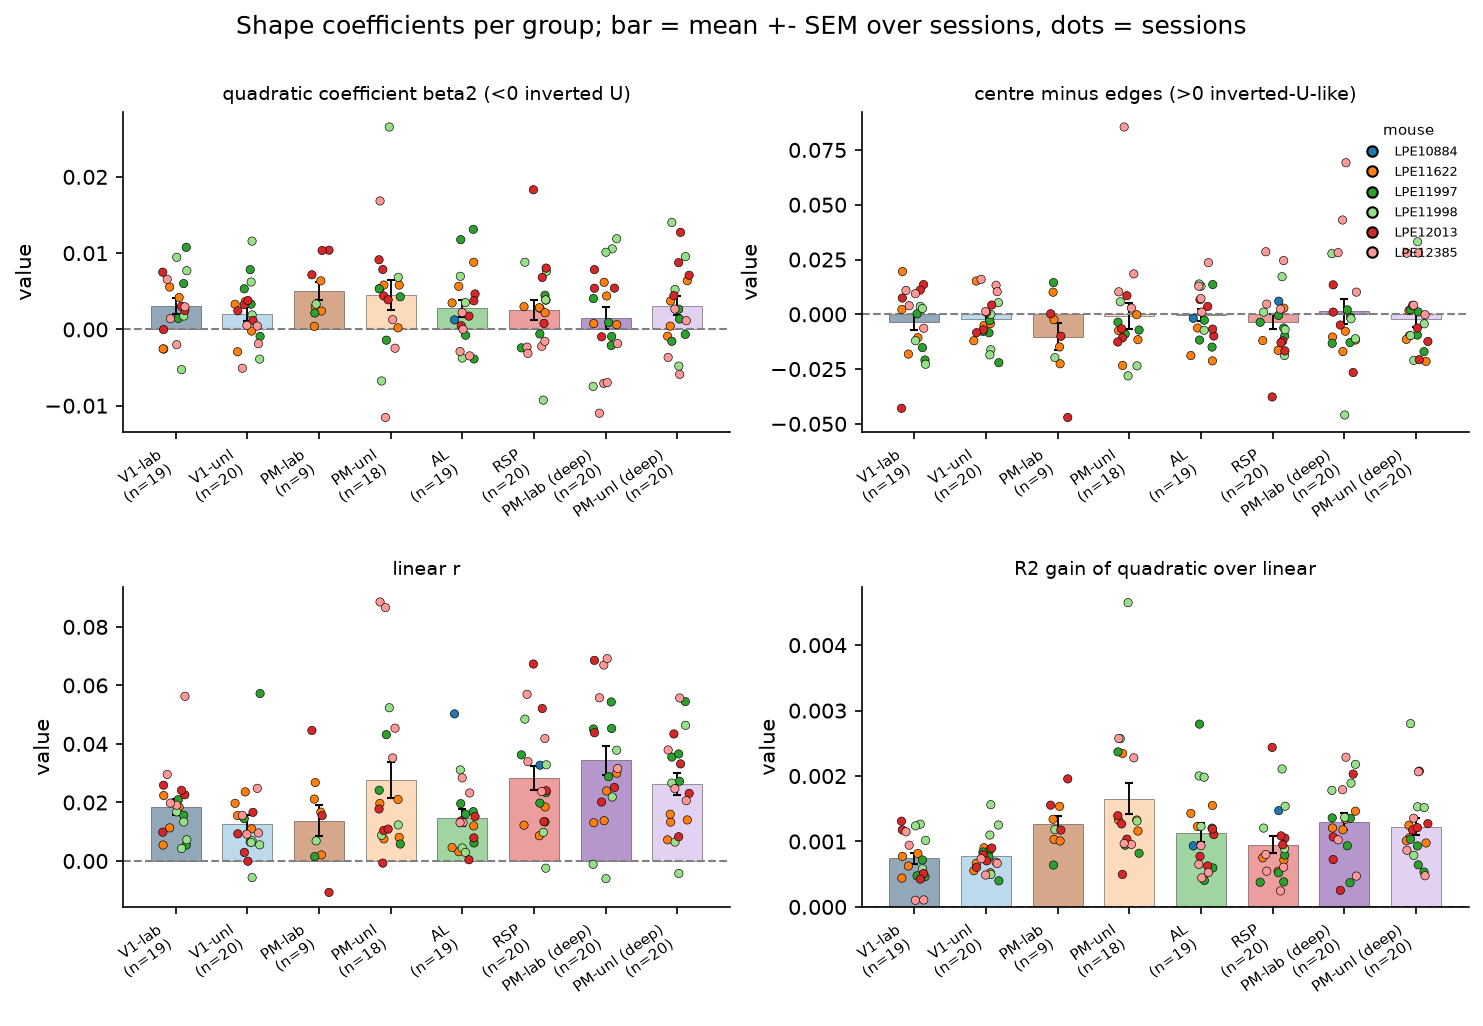 Shape coefficients per group; bar = mean +- SEM over sessions, dots = sessions
quadratic coefficient beta2 (<0 inverted U)
value
0.02
0.01
0.00
−0.01
V1-lab
(n=19)
V1-unl
(n=20)
PM-lab
(n=9)
PM-unl
(n=18)
AL
(n=19)
RSP
(n=20)
PM-lab (deep)
(n=20)
PM-unl (deep)
(n=20)
centre minus edges (>0 inverted-U-like)
value
0.075
0.050
0.025
0.000
−0.025
−0.050
mouse
LPE10884
LPE11622
LPE11997
LPE11998
LPE12013
LPE12385
V1-lab
(n=19)
V1-unl
(n=20)
PM-lab
(n=9)
PM-unl
(n=18)
AL
(n=19)
RSP
(n=20)
PM-lab (deep)
(n=20)
PM-unl (deep)
(n=20)
linear r
value
0.08
0.06
0.04
0.02
0.00
V1-lab
(n=19)
V1-unl
(n=20)
PM-lab
(n=9)
PM-unl
(n=18)
AL
(n=19)
RSP
(n=20)
PM-lab (deep)
(n=20)
PM-unl (deep)
(n=20)
R2 gain of quadratic over linear
value
0.004
0.003
0.002
0.001
0.000
V1-lab
(n=19)
V1-unl
(n=20)
PM-lab
(n=9)
PM-unl
(n=18)
AL
(n=19)
RSP
(n=20)
PM-lab (deep)
(n=20)
PM-unl (deep)
(n=20)